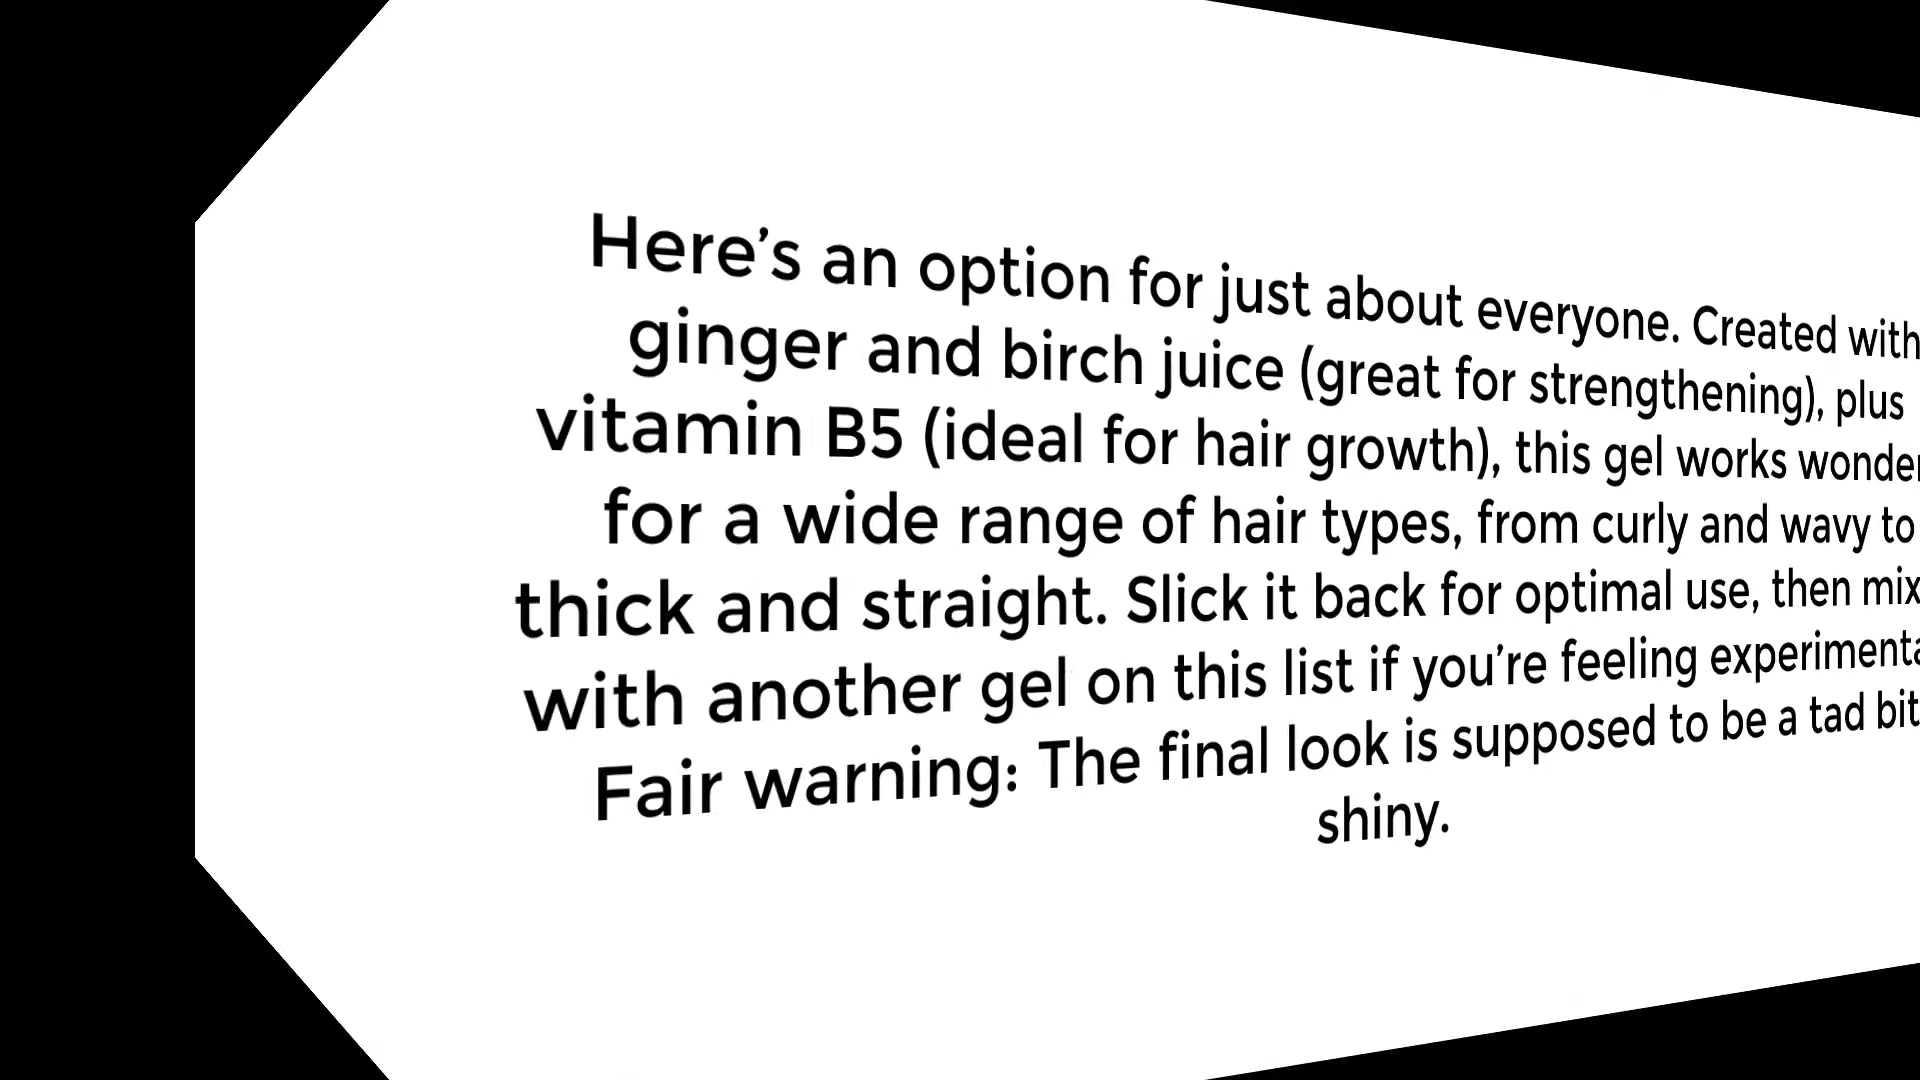 Here’s an option for just about everyone. Created with
ginger and birch juice (great for strengthening), plus
vitamin B5 (ideal for hair growth), this gel works wonder
for a wide range of hair types, from curly and wavy to
thick and straight. Slick it back for optimal use, then mix
with another gel on this list if you’re feeling experimenta
Fair warning: The final look is supposed to be a tad bit
shiny.